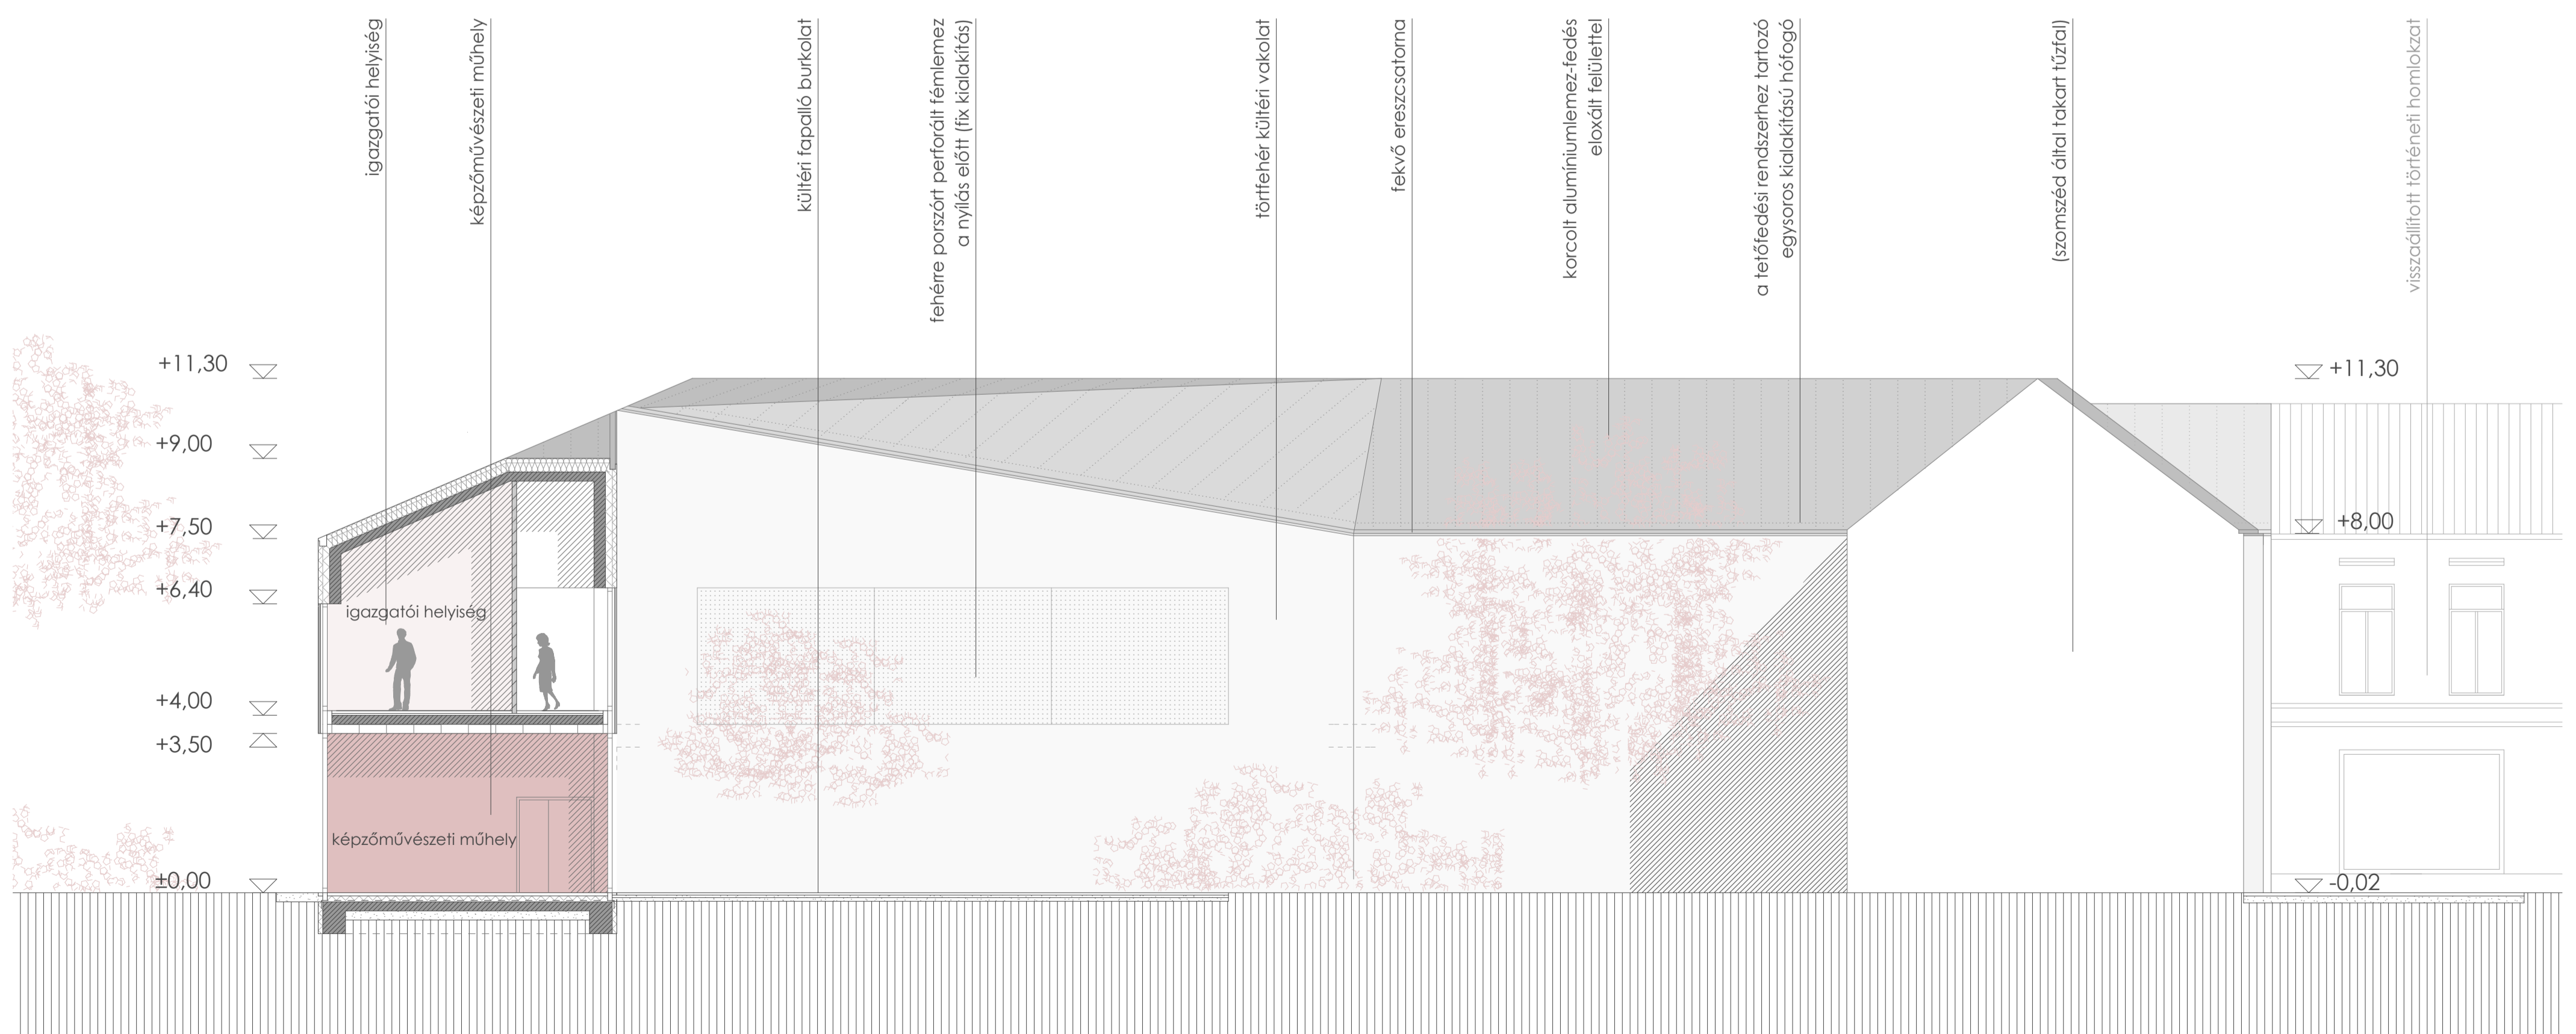 igazgatói helyiség
képzőművészeti műhely
kültéri fapalló burkolat
fehérre porszórt perforált fémlemez
a nyílás előtt (fix kialakítás)
törtfehér kültéri vakolat
fekvő ereszcsatorna
korcolt alumíniumlemez-fedés
eloxált felülettel
a tetőfedési rendszerhez tartozó
egysoros kialakítású hófogó
(szomszéd által takart tűzfal)
visszaállított történeti homlokzat
+11,30
+9,00
+7,50
+6,40
+4,00
+3,50
±0,00
igazgatói helyiség
képzőművészeti műhely
+11,30
+8,00
-0,02